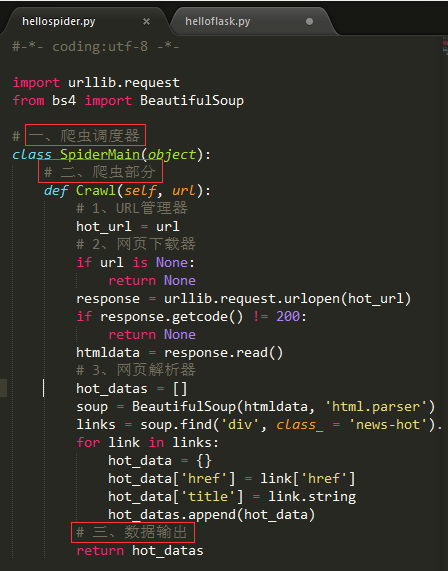 hellospider.py × helloflask.py
#-*- coding:utf-8 -*-
import urllib.request
from bs4 import BeautifulSoup
# 一、爬虫调度器
class SpiderMain(object):
# 二、爬虫部分
def Crawl(self, url):
# 1、URL管理器
hot_url = url
# 2、网页下载器
if url is None:
return None
response = urllib.request.urlopen(hot_url)
if response.getcode() != 200:
return None
htmldata = response.read()
# 3、网页解析器
hot_datas = []
soup = BeautifulSoup(htmldata, 'html.parser')
links = soup.find('div', class_ = 'news-hot').
for link in links:
hot_data = {}
hot_data['href'] = link['href']
hot_data['title'] = link.string
hot_datas.append(hot_data)
# 三、数据输出
return hot_datas